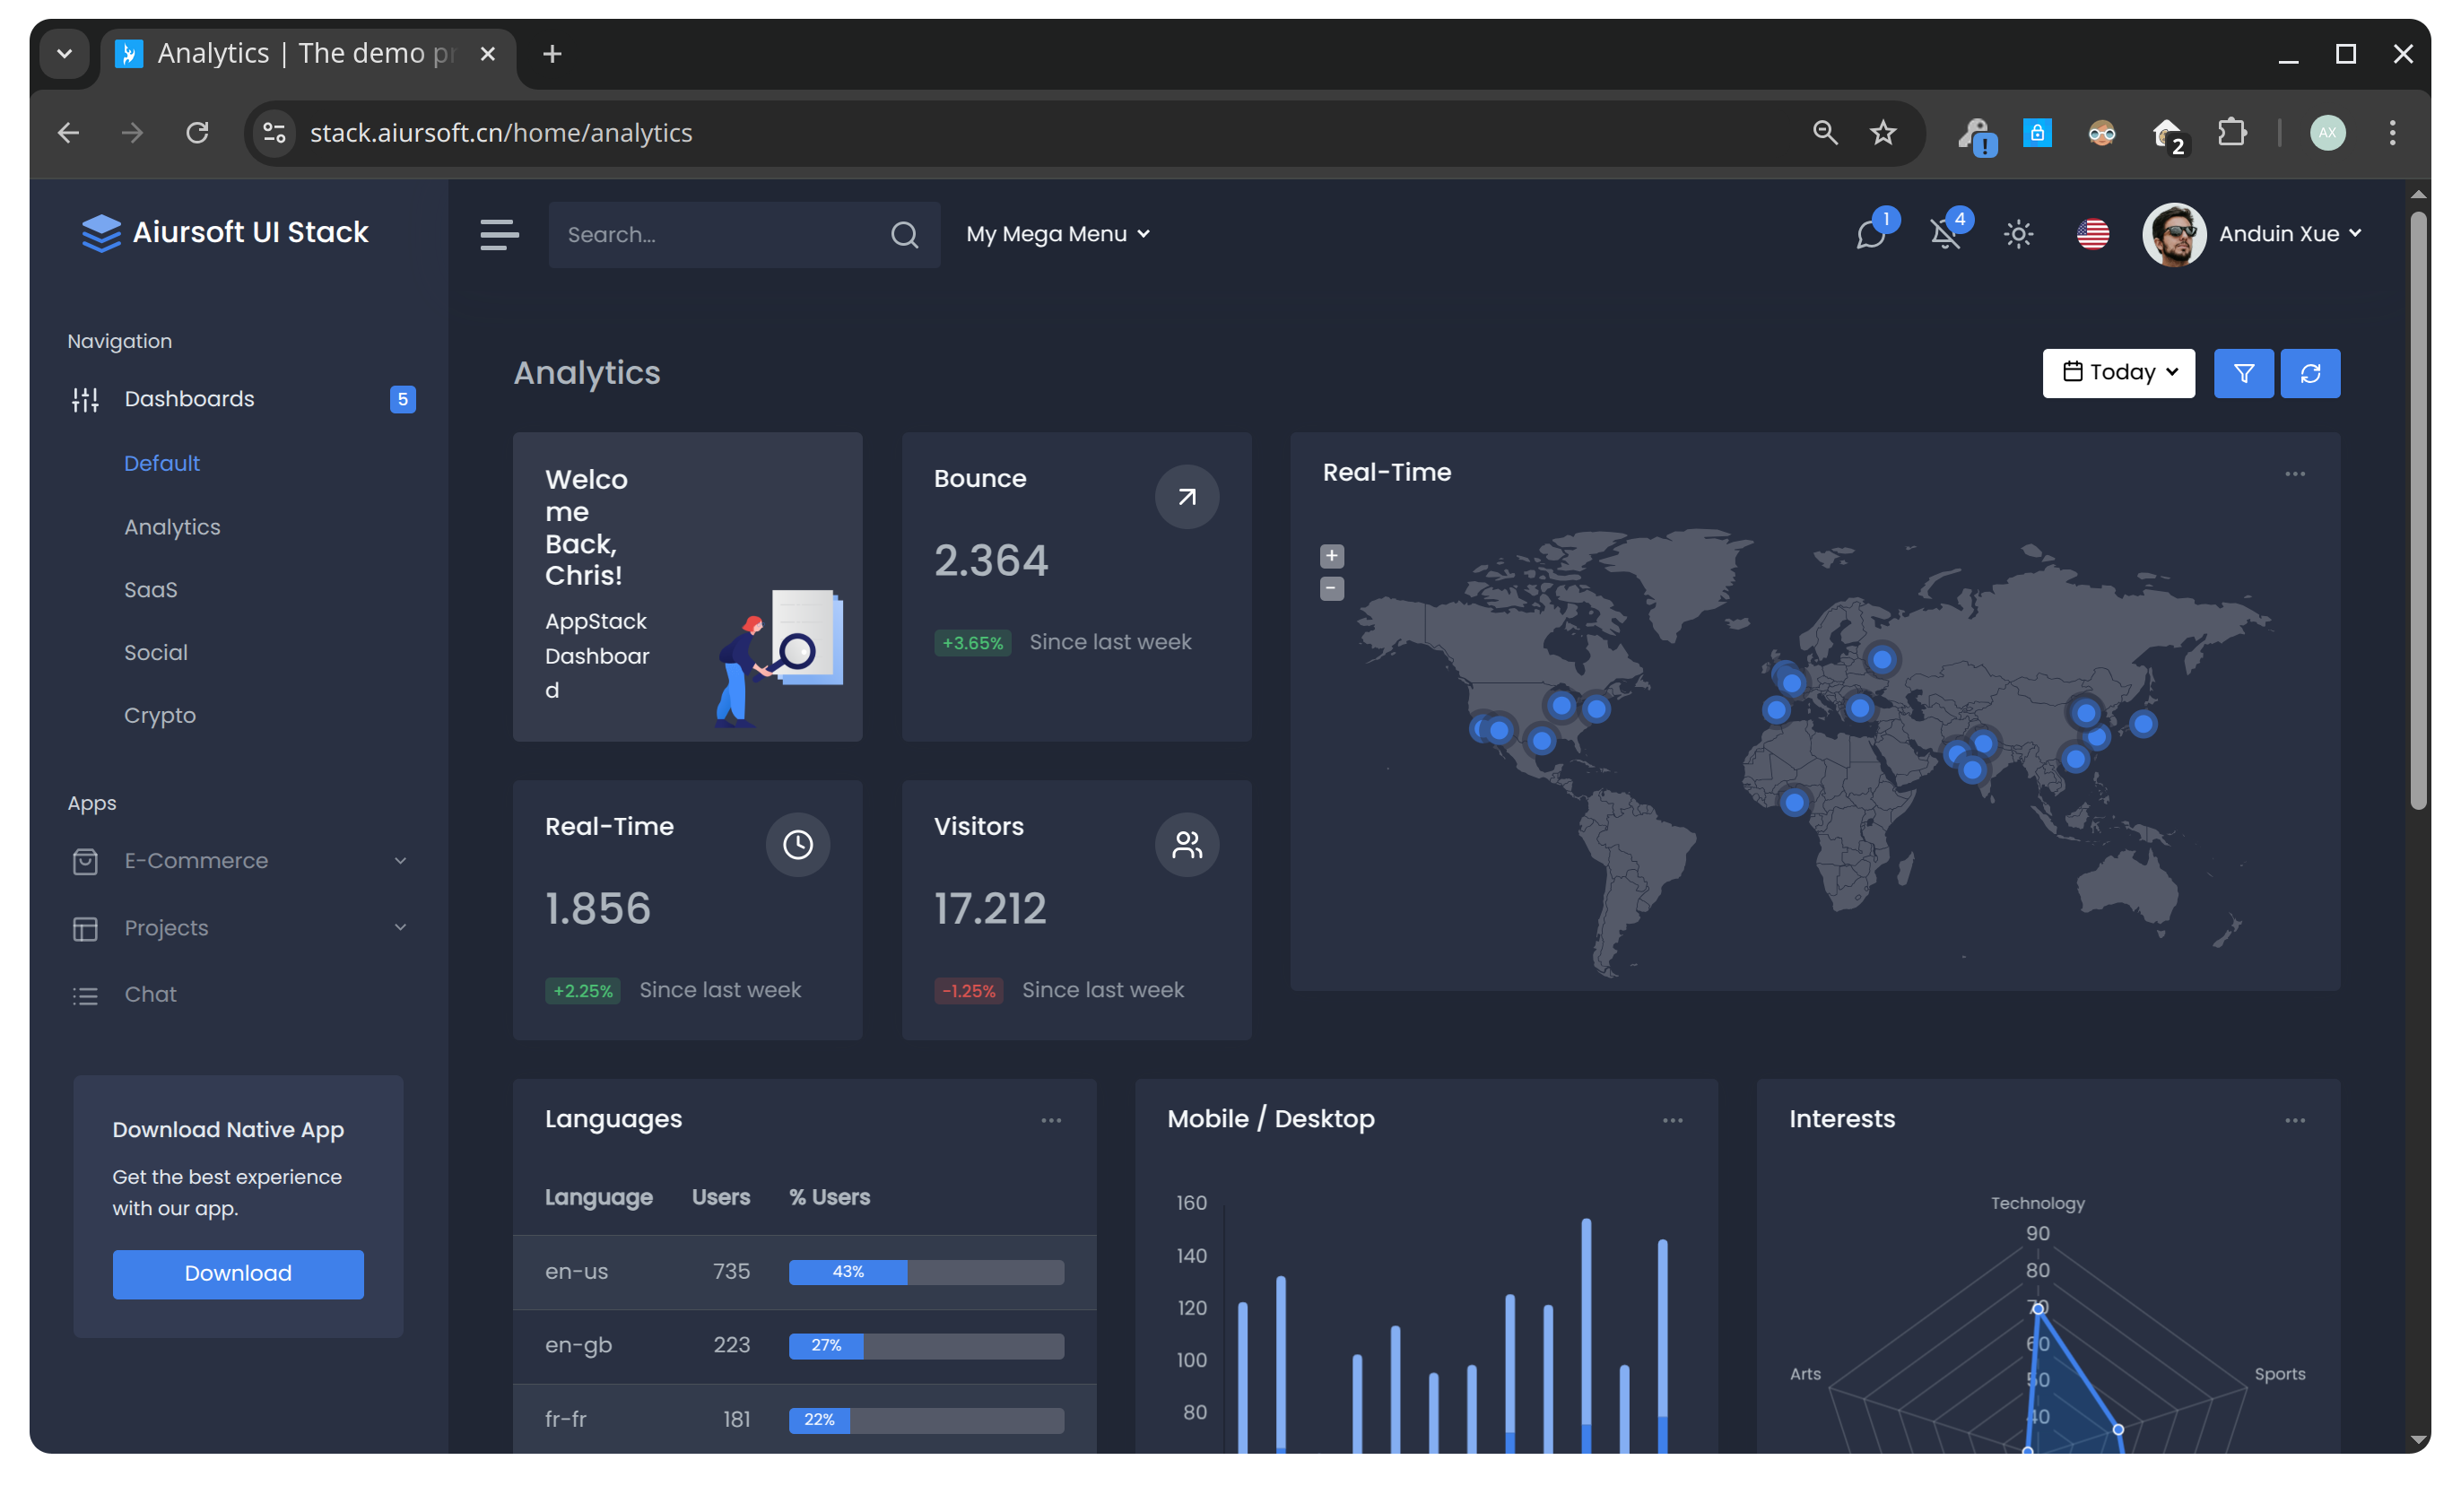 Analytics | The demo pr
stack.aiursoft.cn/home/analytics
!
2
AX
Aiursoft UI Stack
Search...
My Mega Menu
1
4
Anduin Xue
Navigation
Dashboards
5
Default
Analytics
SaaS
Social
Crypto
Apps
E-Commerce
Projects
Chat
Download Native App
Get the best experience
with our app.
Download
Analytics
Today
Welco
me
Back,
Chris!
AppStack
Dashboar
d
Bounce
2.364
+3.65% Since last week
Real-Time
+
−
Real-Time
1.856
+2.25% Since last week
Visitors
17.212
-1.25% Since last week
Languages
Language Users % Users
en-us 735 43%
en-gb 223 27%
fr-fr 181 22%
Mobile / Desktop
160
140
120
100
80
Interests
Technology
90
80
70
60
50
40
Arts
Sports